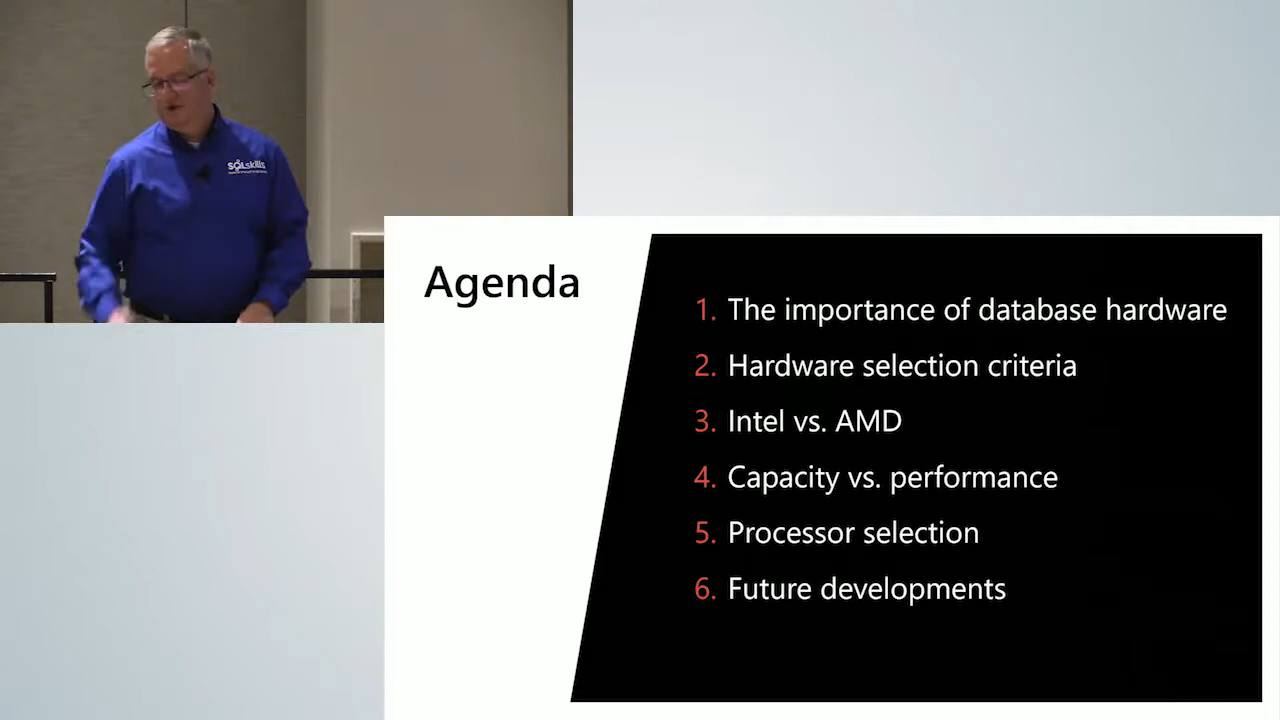 SQLskills
Agenda
1. The importance of database hardware
2. Hardware selection criteria
3. Intel vs. AMD
4. Capacity vs. performance
5. Processor selection
6. Future developments